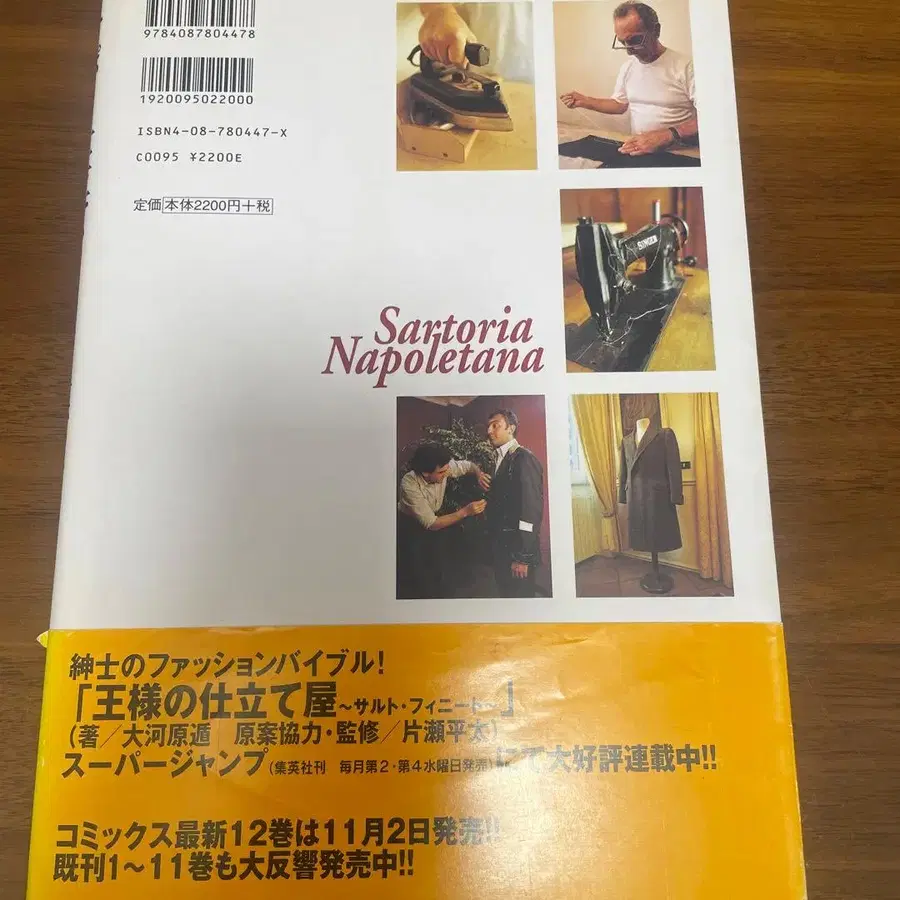 9784087804478
1920095022000
ISBN4-08-780447-X
C0095 ¥2200E
定価 本体2200円+税
SINGER
Sartoria
Napoletana
紳士のファッションバイブル!
「王様の仕立て屋~サルト・フィニート~」
(著/大河原遁 原案協力・監修/片瀬平太)
スーパージャンプ(集英社刊 毎月第2・第4水曜日発売)にて大好評連載中!!
コミックス最新12巻は11月2日発売!!
既刊1~11巻も大反響発売中!!